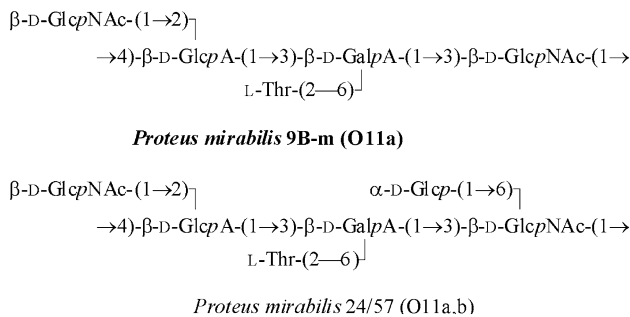 β-D-GlcpNAc-(1→2)
→4)-β-D-GlcpA-(1→3)-β-D-GalpA-(1→3)-β-D-GlcpNAc-(1→
L-Thr-(2—6)
Proteus mirabilis 9B-m (O11a)
β-D-GlcpNAc-(1→2) α-D-Glcp-(1→6)
→4)-β-D-GlcpA-(1→3)-β-D-GalpA-(1→3)-β-D-GlcpNAc-(1→
L-Thr-(2—6)
Proteus mirabilis 24/57 (O11a,b)